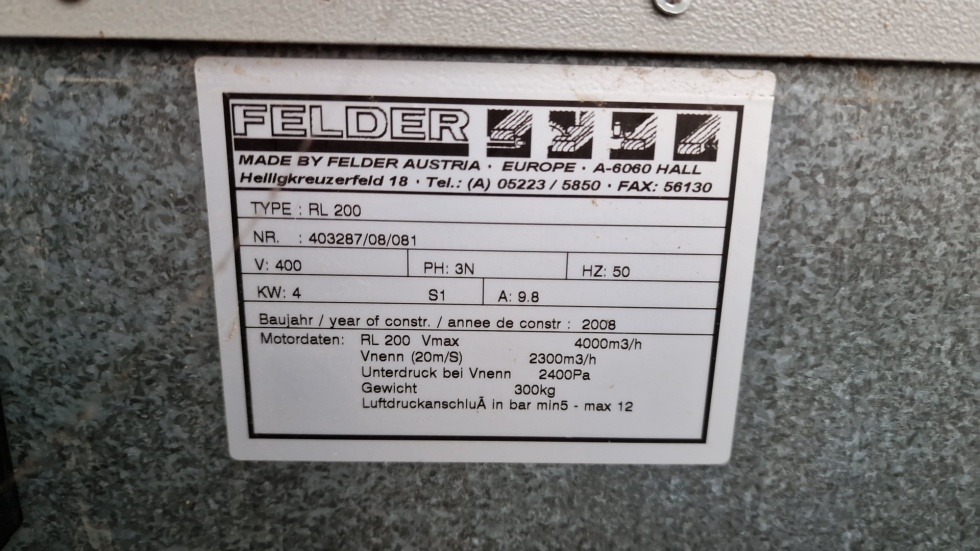 FELDER
MADE BY FELDER AUSTRIA · EUROPE · A-6060 HALL
Heiligkreuzerfeld 18 · Tel.: (A) 05223 / 5850 · FAX: 56130
TYPE : RL 200
NR. : 403287/08/081
V: 400 PH: 3N HZ: 50
KW: 4 S1 A: 9.8
Baujahr / year of constr. / annee de constr : 2008
Motordaten: RL 200 Vmax 4000m3/h
Vnenn (20m/S) 2300m3/h
Unterdruck bei Vnenn 2400Pa
Gewicht 300kg
LuftdruckanschluÃ in bar min5 - max 12